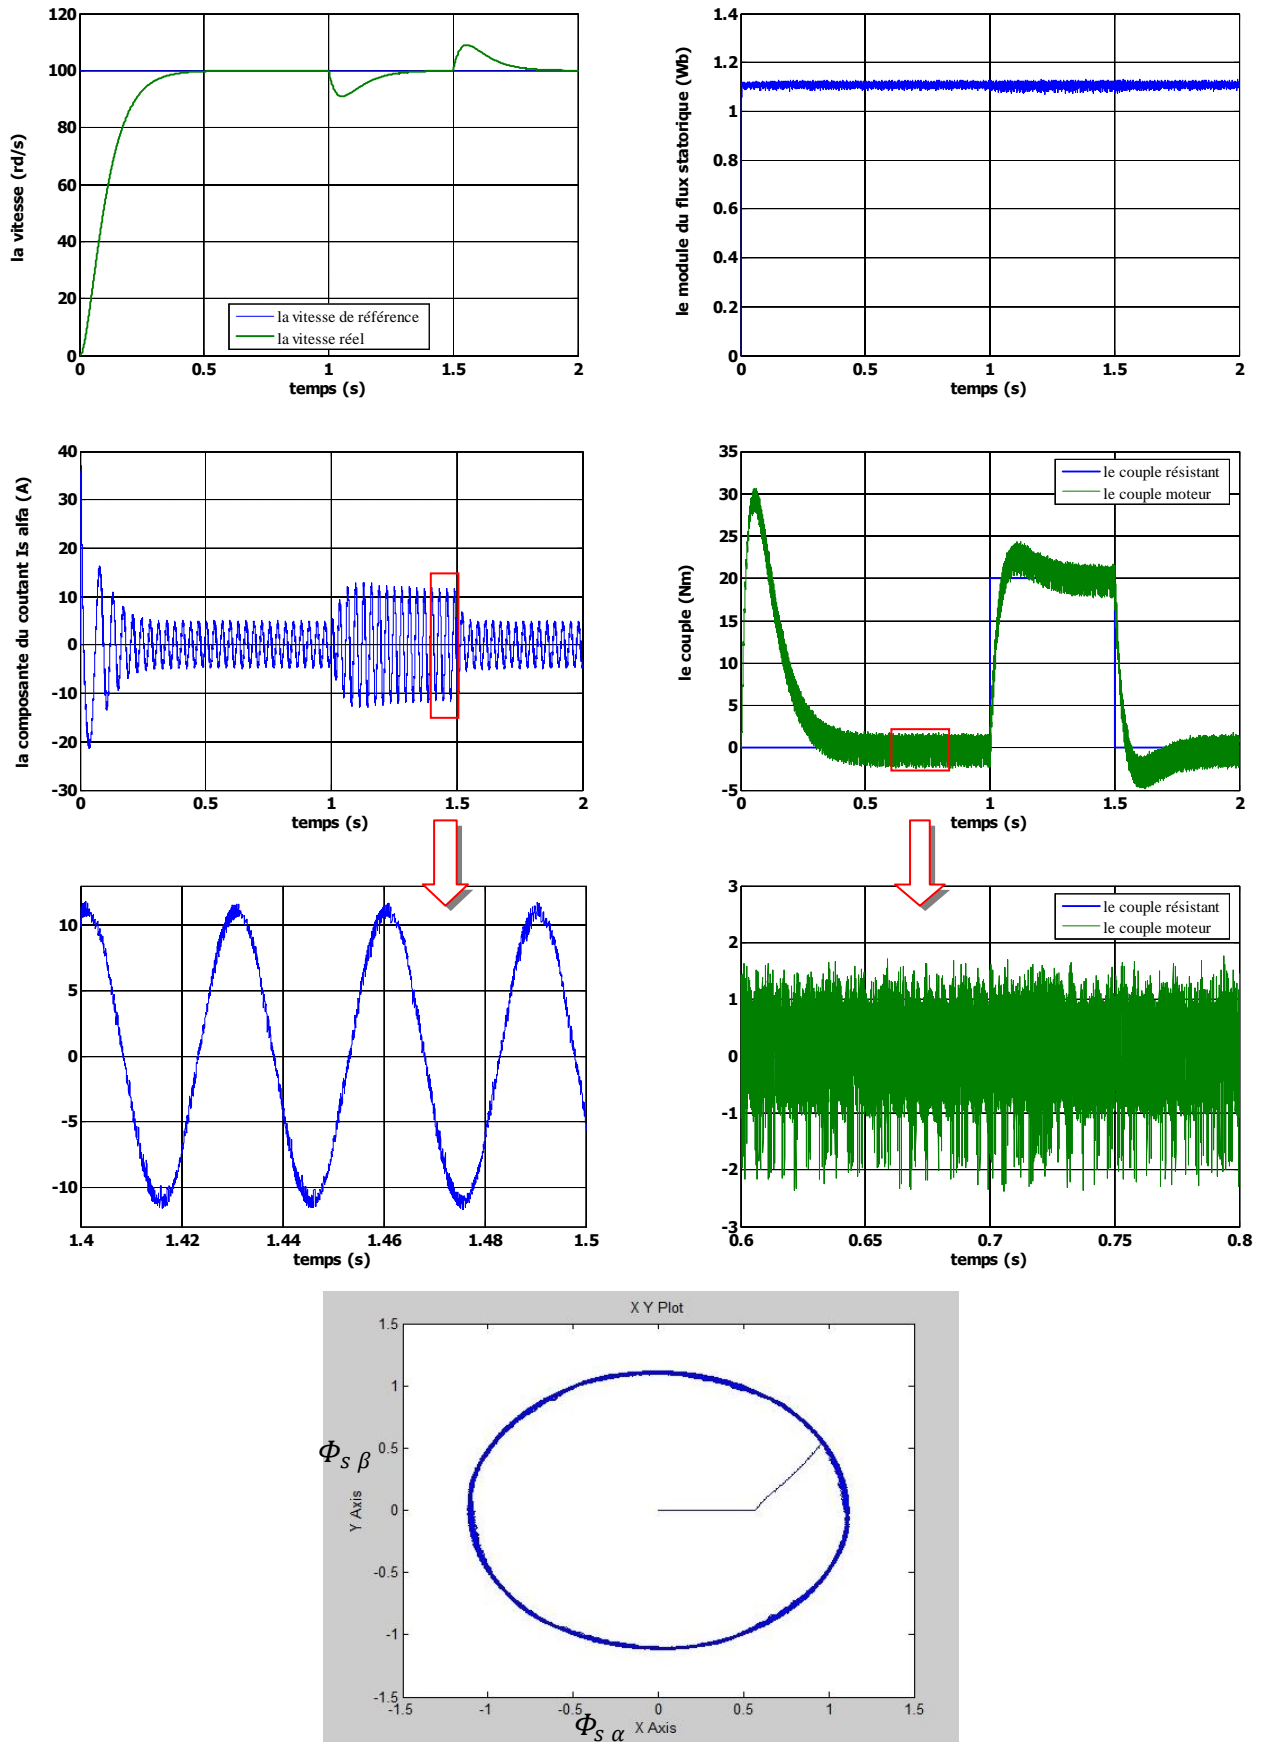 120
100
80
60
40
20
0
la vitesse (rd/s)
la vitesse de référence
la vitesse réel
0 0.5 1 1.5 2
temps (s)
1.4
1.2
1
0.8
0.6
0.4
0.2
0
le module du flux statorique (Wb)
0 0.5 1 1.5 2
temps (s)
40
30
20
10
0
-10
-20
-30
la composante du coutant Is alfa (A)
0 0.5 1 1.5 2
temps (s)
35
30
25
20
15
10
5
0
-5
le couple (Nm)
le couple résistant
le couple moteur
0 0.5 1 1.5 2
temps (s)
10
5
0
-5
-10
1.4 1.42 1.44 1.46 1.48 1.5
temps (s)
3
2
1
0
-1
-2
-3
le couple résistant
le couple moteur
0.6 0.65 0.7 0.75 0.8
temps (s)
X Y Plot
1.5
1
0.5
0
-0.5
-1
-1.5
Φs β
Y Axis
-1.5 -1 -0.5 0 0.5 1 1.5
Φs α X Axis